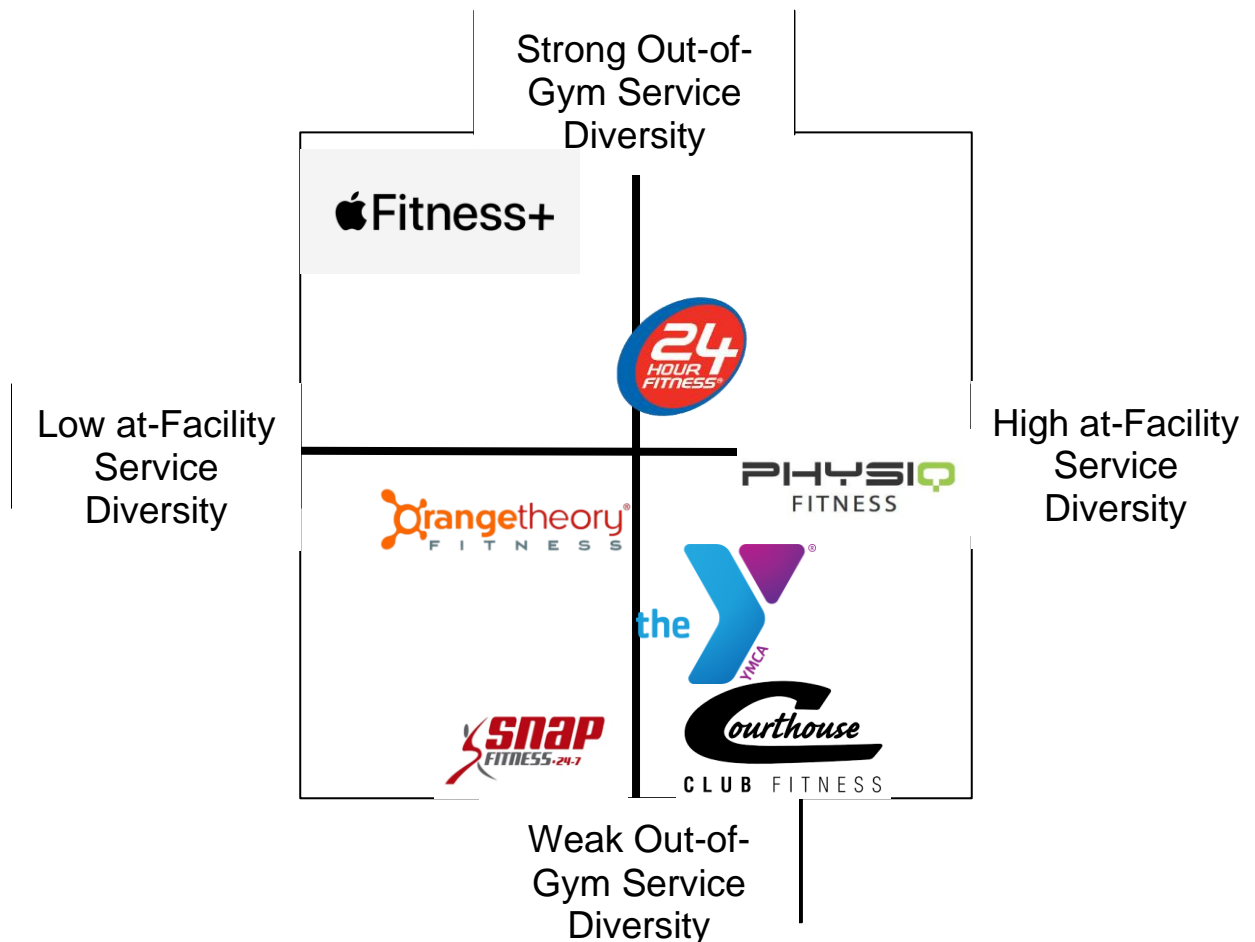 Strong Out-of-
Gym Service
Diversity
Fitness+
24
HOUR
FITNESS®
Low at-Facility
Service
Diversity
High at-Facility
Service
Diversity
PHYSIQ
FITNESS
Orangetheory®
FITNESS
the
Y®
YMCA
snap
FITNESS•24-7
Courthouse
CLUB FITNESS
Weak Out-of-
Gym Service
Diversity